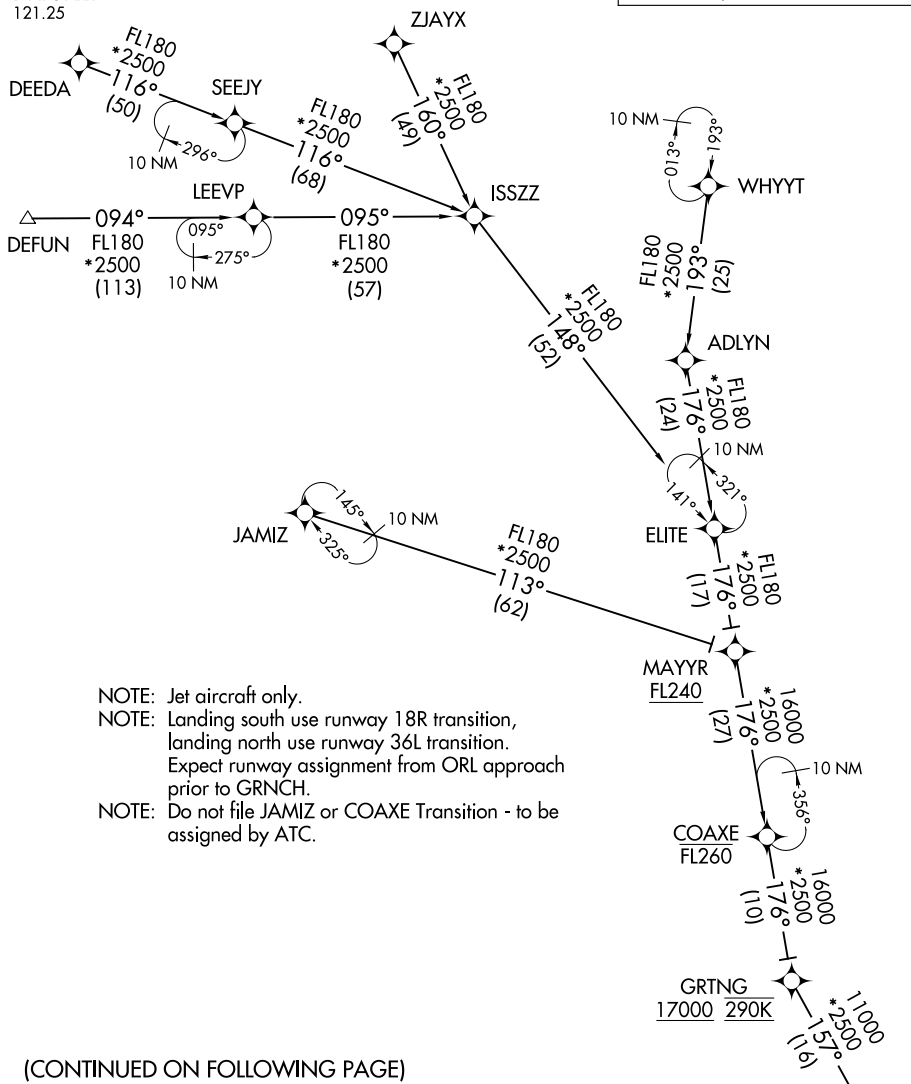 121.25
ZJAYX
FL180
*2500
116°
(50)
DEEDA
SEEJY
FL180
*2500
116°
(68)
296°
10 NM
FL180
*2500
160°
(49)
10 NM
013°
193°
WHYYT
LEEVP
ISSZZ
DEFUN
094°
FL180
*2500
(113)
095°
275°
10 NM
095°
FL180
*2500
(57)
FL180
*2500
193°
(25)
FL180
*2500
148°
(52)
ADLYN
FL180
*2500
176°
(24)
10 NM
321°
141°
ELITE
JAMIZ
145°
325°
10 NM
FL180
*2500
113°
(62)
FL180
*2500
176°
(17)
MAYYR
FL240
16000
*2500
176°
(27)
NOTE: Jet aircraft only.
NOTE: Landing south use runway 18R transition,
landing north use runway 36L transition.
Expect runway assignment from ORL approach
prior to GRNCH.
NOTE: Do not file JAMIZ or COAXE Transition - to be
assigned by ATC.
10 NM
356°
COAXE
FL260
16000
*2500
176°
(10)
GRTNG
17000 290K
11000
*2500
157°
(16)
(CONTINUED ON FOLLOWING PAGE)